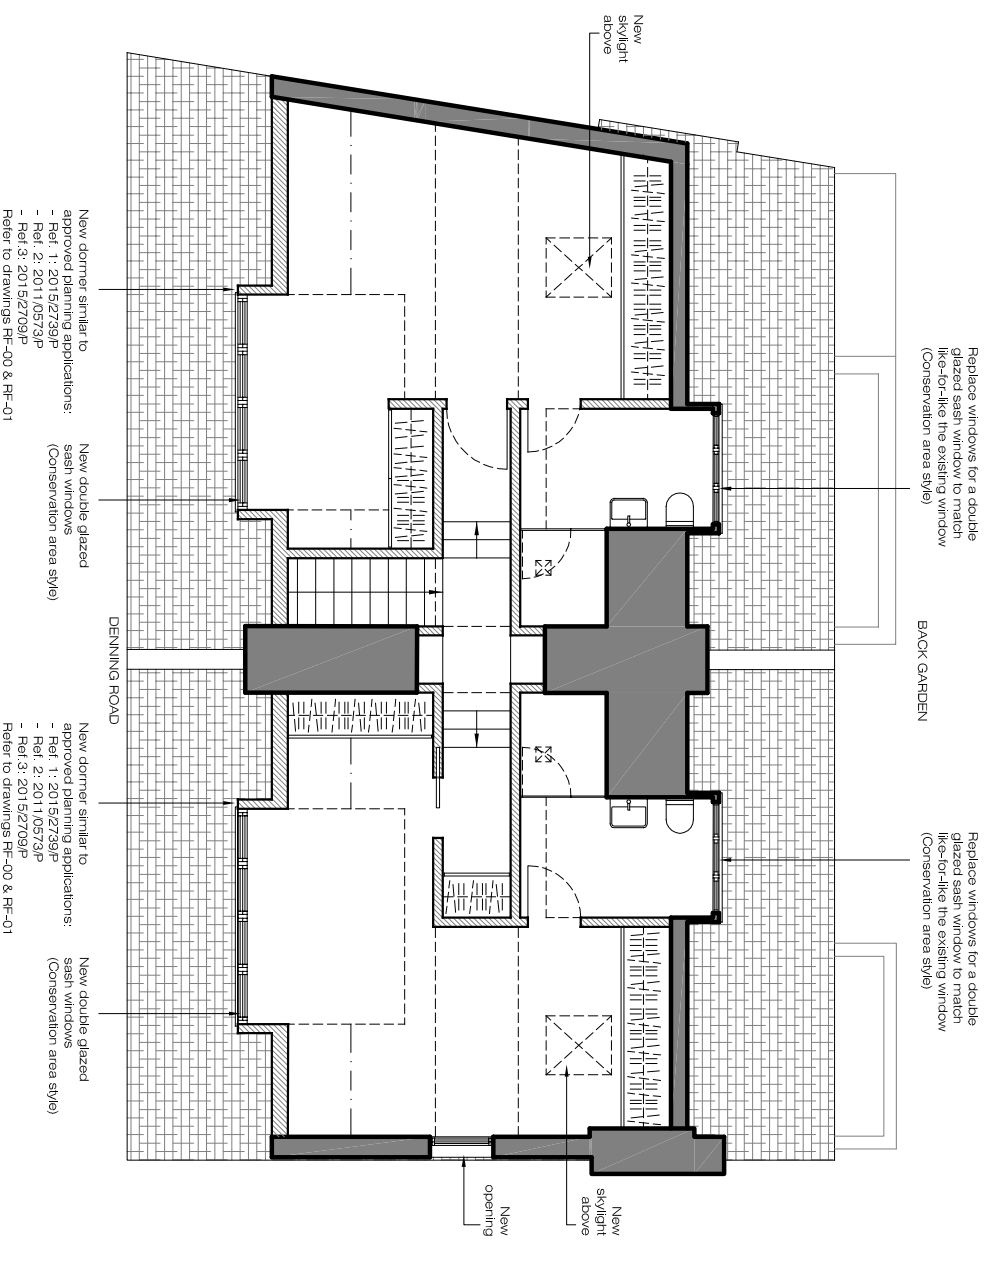 New
skylight
above
Replace windows for a double
glazed sash window to match
like-for-like the existing window
(Conservation area style)
BACK GARDEN
Replace windows for a double
glazed sash window to match
like-for-like the existing window
(Conservation area style)
New dormer similar to
approved planning applications:
- Ref. 1: 2015/2739/P
- Ref. 2: 2011/0573/P
- Ref.3: 2015/2709/P
Refer to drawings RF-00 & RF-01
New double glazed
sash windows
(Conservation area style)
DENNING ROAD
New dormer similar to
approved planning applications:
- Ref. 1: 2015/2739/P
- Ref. 2: 2011/0573/P
- Ref.3: 2015/2709/P
Refer to drawings RF-00 & RF-01
New double glazed
sash windows
(Conservation area style)
New
skylight
above
New
opening